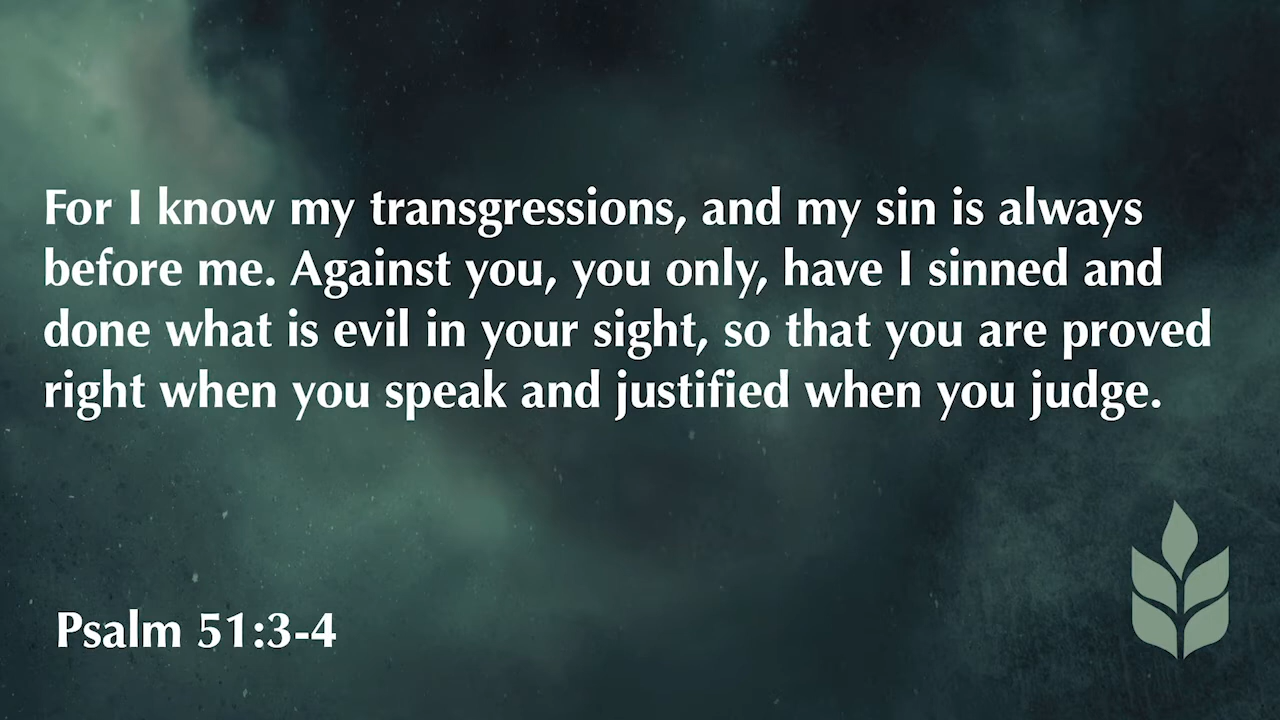 For I know my transgressions, and my sin is always
before me. Against you, you only, have I sinned and
done what is evil in your sight, so that you are proved
right when you speak and justified when you judge.
Psalm 51:3-4